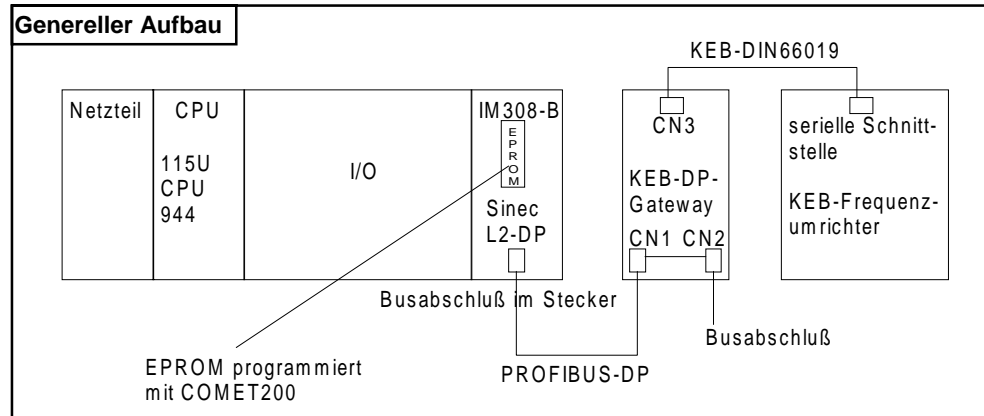 Genereller Aufbau
KEB-DIN66019
Netzteil
CPU
115U
CPU
944
I/O
IM308-B
EPROM
Sinec
L2-DP
CN3
KEB-DP-
Gateway
CN1 CN2
serielle Schnitt-
stelle
KEB-Frequenz-
umrichter
Busabschluß im Stecker
Busabschluß
EPROM programmiert
mit COMET200
PROFIBUS-DP